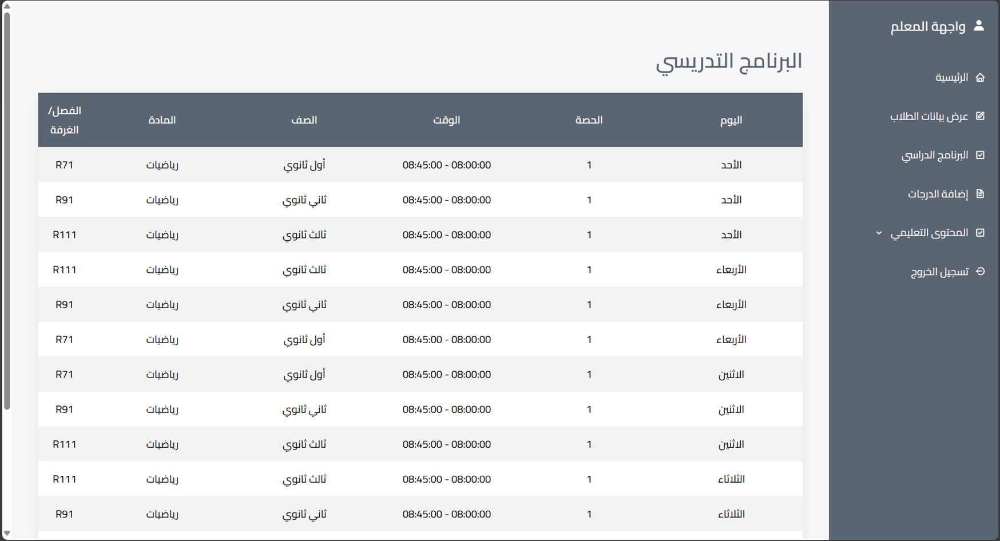 واجهة المعلم
الرئيسية
عرض بيانات الطلاب
البرنامج الدراسي
إضافة الدرجات
المحتوى التعليمي
تسجيل الخروج
البرنامج التدريسي
اليوم الحصة الوقت الصف المادة الفصل/
الغرفة
الأحد 1 08:00:00 - 08:45:00 أول ثانوي رياضيات R71
الأحد 1 08:00:00 - 08:45:00 ثاني ثانوي رياضيات R91
الأحد 1 08:00:00 - 08:45:00 ثالث ثانوي رياضيات R111
الأربعاء 1 08:00:00 - 08:45:00 ثالث ثانوي رياضيات R111
الأربعاء 1 08:00:00 - 08:45:00 ثاني ثانوي رياضيات R91
الأربعاء 1 08:00:00 - 08:45:00 أول ثانوي رياضيات R71
الاثنين 1 08:00:00 - 08:45:00 أول ثانوي رياضيات R71
الاثنين 1 08:00:00 - 08:45:00 ثاني ثانوي رياضيات R91
الاثنين 1 08:00:00 - 08:45:00 ثالث ثانوي رياضيات R111
الثلاثاء 1 08:00:00 - 08:45:00 ثالث ثانوي رياضيات R111
الثلاثاء 1 08:00:00 - 08:45:00 ثاني ثانوي رياضيات R91